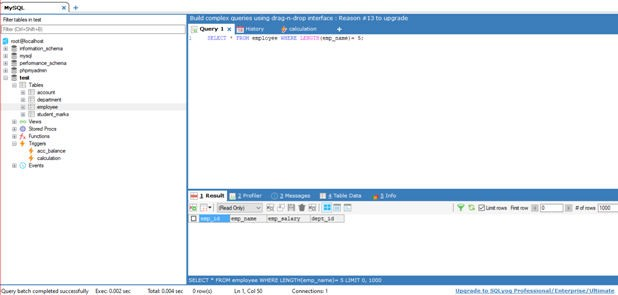 MySQL
Filter tables in test
Filter (Ctrl+Shift+B)
root@localhost
information_schema
mysql
performance_schema
phpmyadmin
test
Tables
account
department
employee
student_marks
Views
Stored Procs
Functions
Triggers
acc_balance
calculation
Events
Build complex queries using drag-n-drop interface : Reason #13 to upgrade
Query 1
History
calculation
1 SELECT * FROM employee WHERE LENGTH(emp_name)= 5;
1 Result
2 Profiler
3 Messages
4 Table Data
5 Info
(Read Only)
Limit rows First row 0 # of rows 1000
emp_id emp_name emp_salary dept_id
SELECT * FROM employee WHERE LENGTH(emp_name)= 5 LIMIT 0, 1000
Query batch completed successfully Exec: 0.002 sec Total: 0.004 sec 0 row(s) Ln 1, Col 50 Connections: 1 Upgrade to SQLyog Professional/Enterprise/Ultimate